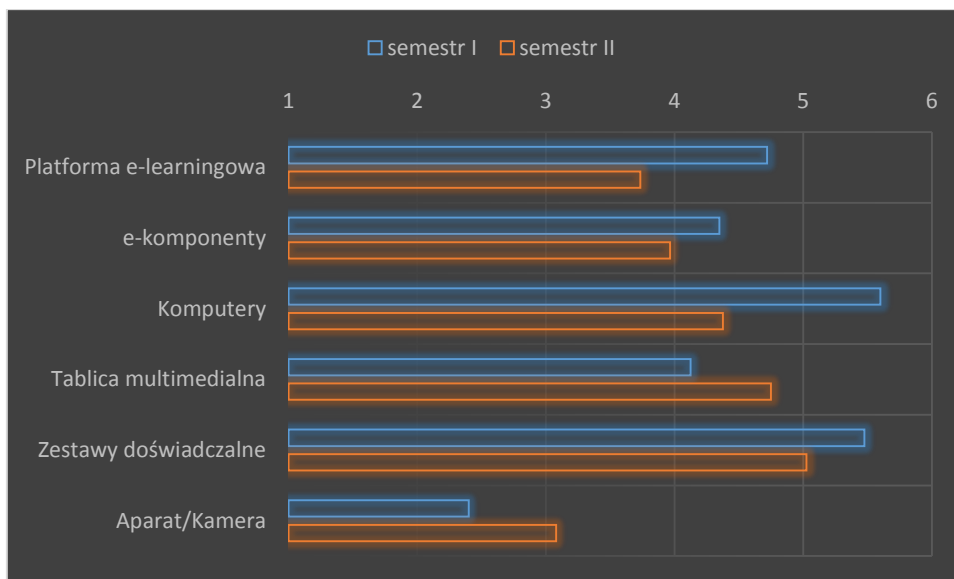 semestr I semestr II
1 2 3 4 5 6
Platforma e-learningowa
e-komponenty
Komputery
Tablica multimedialna
Zestawy doświadczalne
Aparat/Kamera